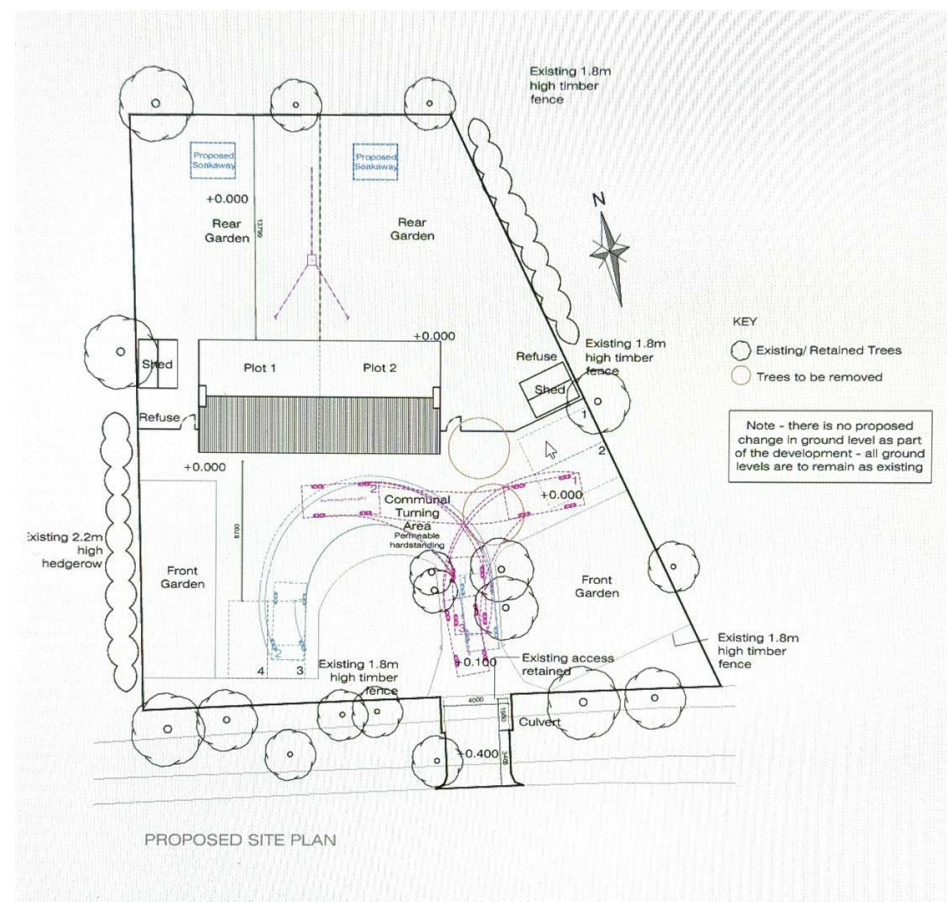 Existing 1.8m
high timber
fence
Proposed
Soakaway
Proposed
Soakaway
+0.000
Rear
Garden
13799
Rear
Garden
N
KEY
Existing/ Retained Trees
Trees to be removed
Note - there is no proposed
change in ground level as part
of the development - all ground
levels are to remain as existing
+0.000
Existing 1.8m
high timber
fence
Refuse
Shed
Shed
Plot 1
Plot 2
Refuse
1
2
+0.000
2
1
+0.000
Communal
Turning
Area
Permeable
hardstanding
Existing 2.2m
high
hedgerow
Front
Garden
Front
Garden
4
3
Existing 1.8m
high timber
fence
+0.100
Existing access
retained
Existing 1.8m
high timber
fence
4000
Culvert
+0.400
PROPOSED SITE PLAN